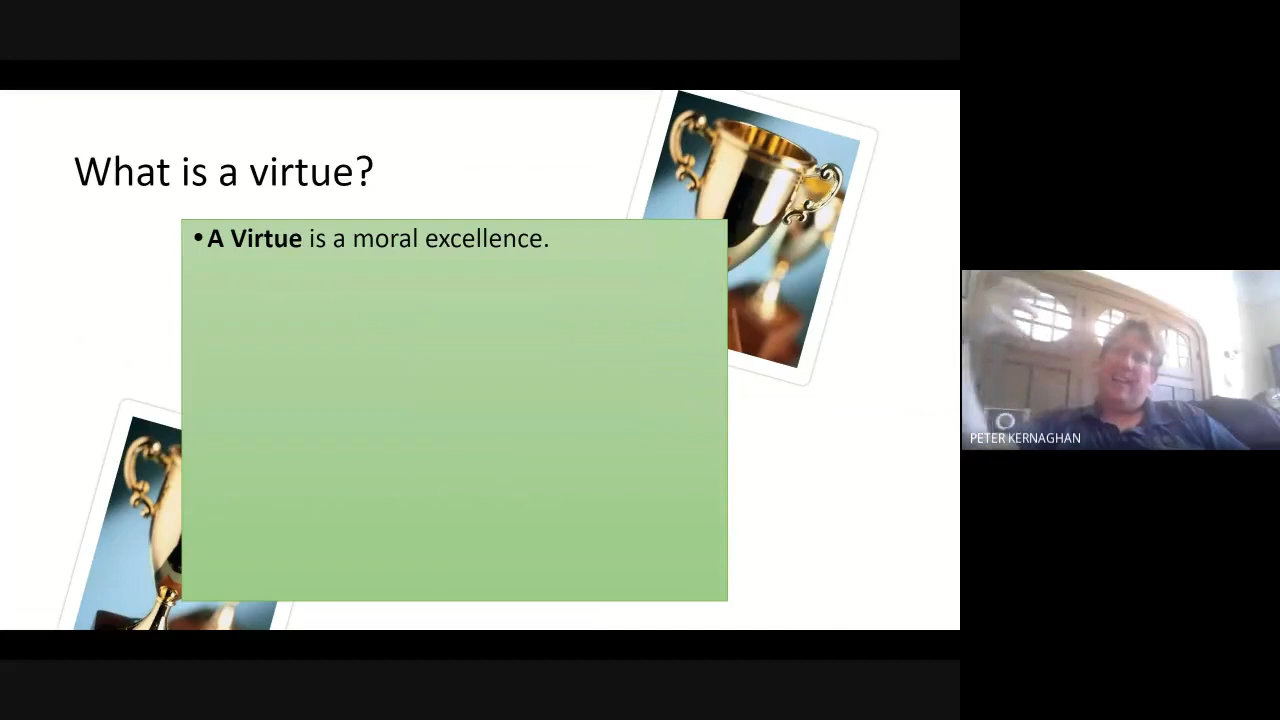 What is a virtue?
•A Virtue is a moral excellence.
PETER KERNAGHAN